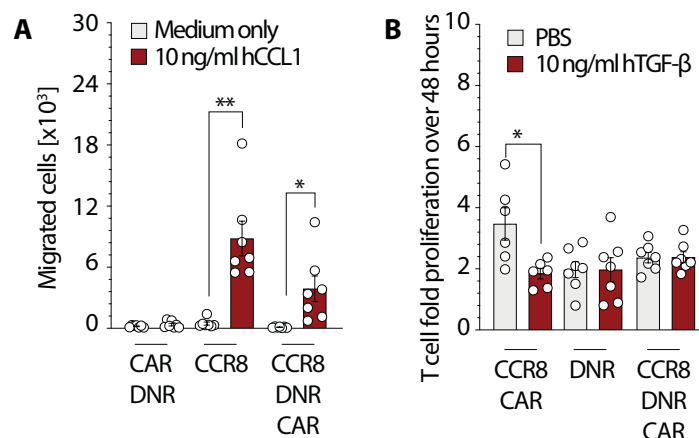 A
Medium only
10 ng/ml hCCL1
Migrated cells [x10³]
30
24
18
12
6
0
**
*
CAR
DNR
CCR8
CCR8
DNR
CAR
B
PBS
10 ng/ml hTGF-β
T cell fold proliferation over 48 hours
10
8
6
4
2
0
*
CCR8
CAR
DNR
CCR8
DNR
CAR